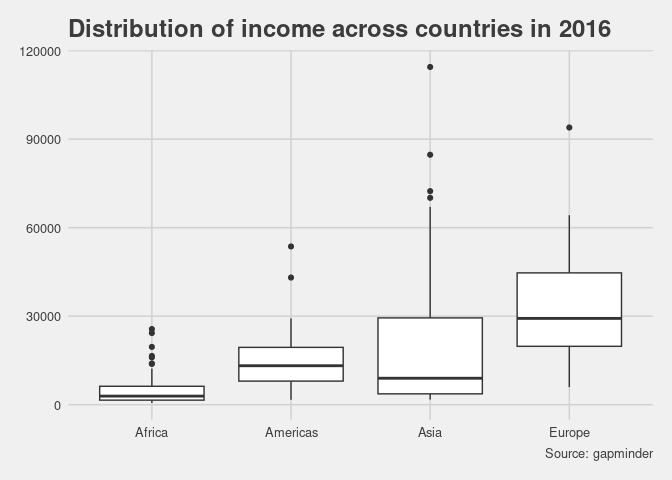 Distribution of income across countries in 2016
120000
90000
60000
30000
0
Africa Americas Asia Europe
Source: gapminder